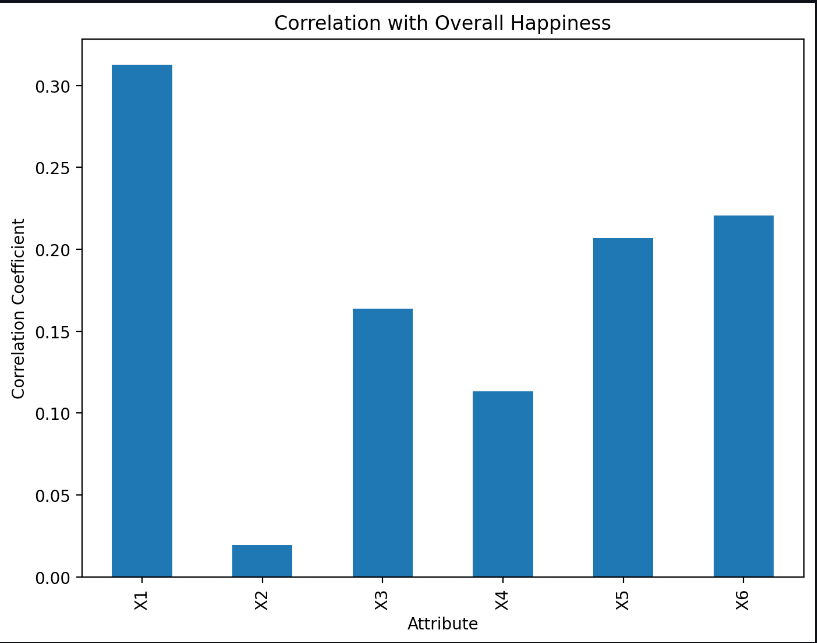 Correlation with Overall Happiness
Correlation Coefficient
0.30
0.25
0.20
0.15
0.10
0.05
0.00
X1
X2
X3
X4
X5
X6
Attribute